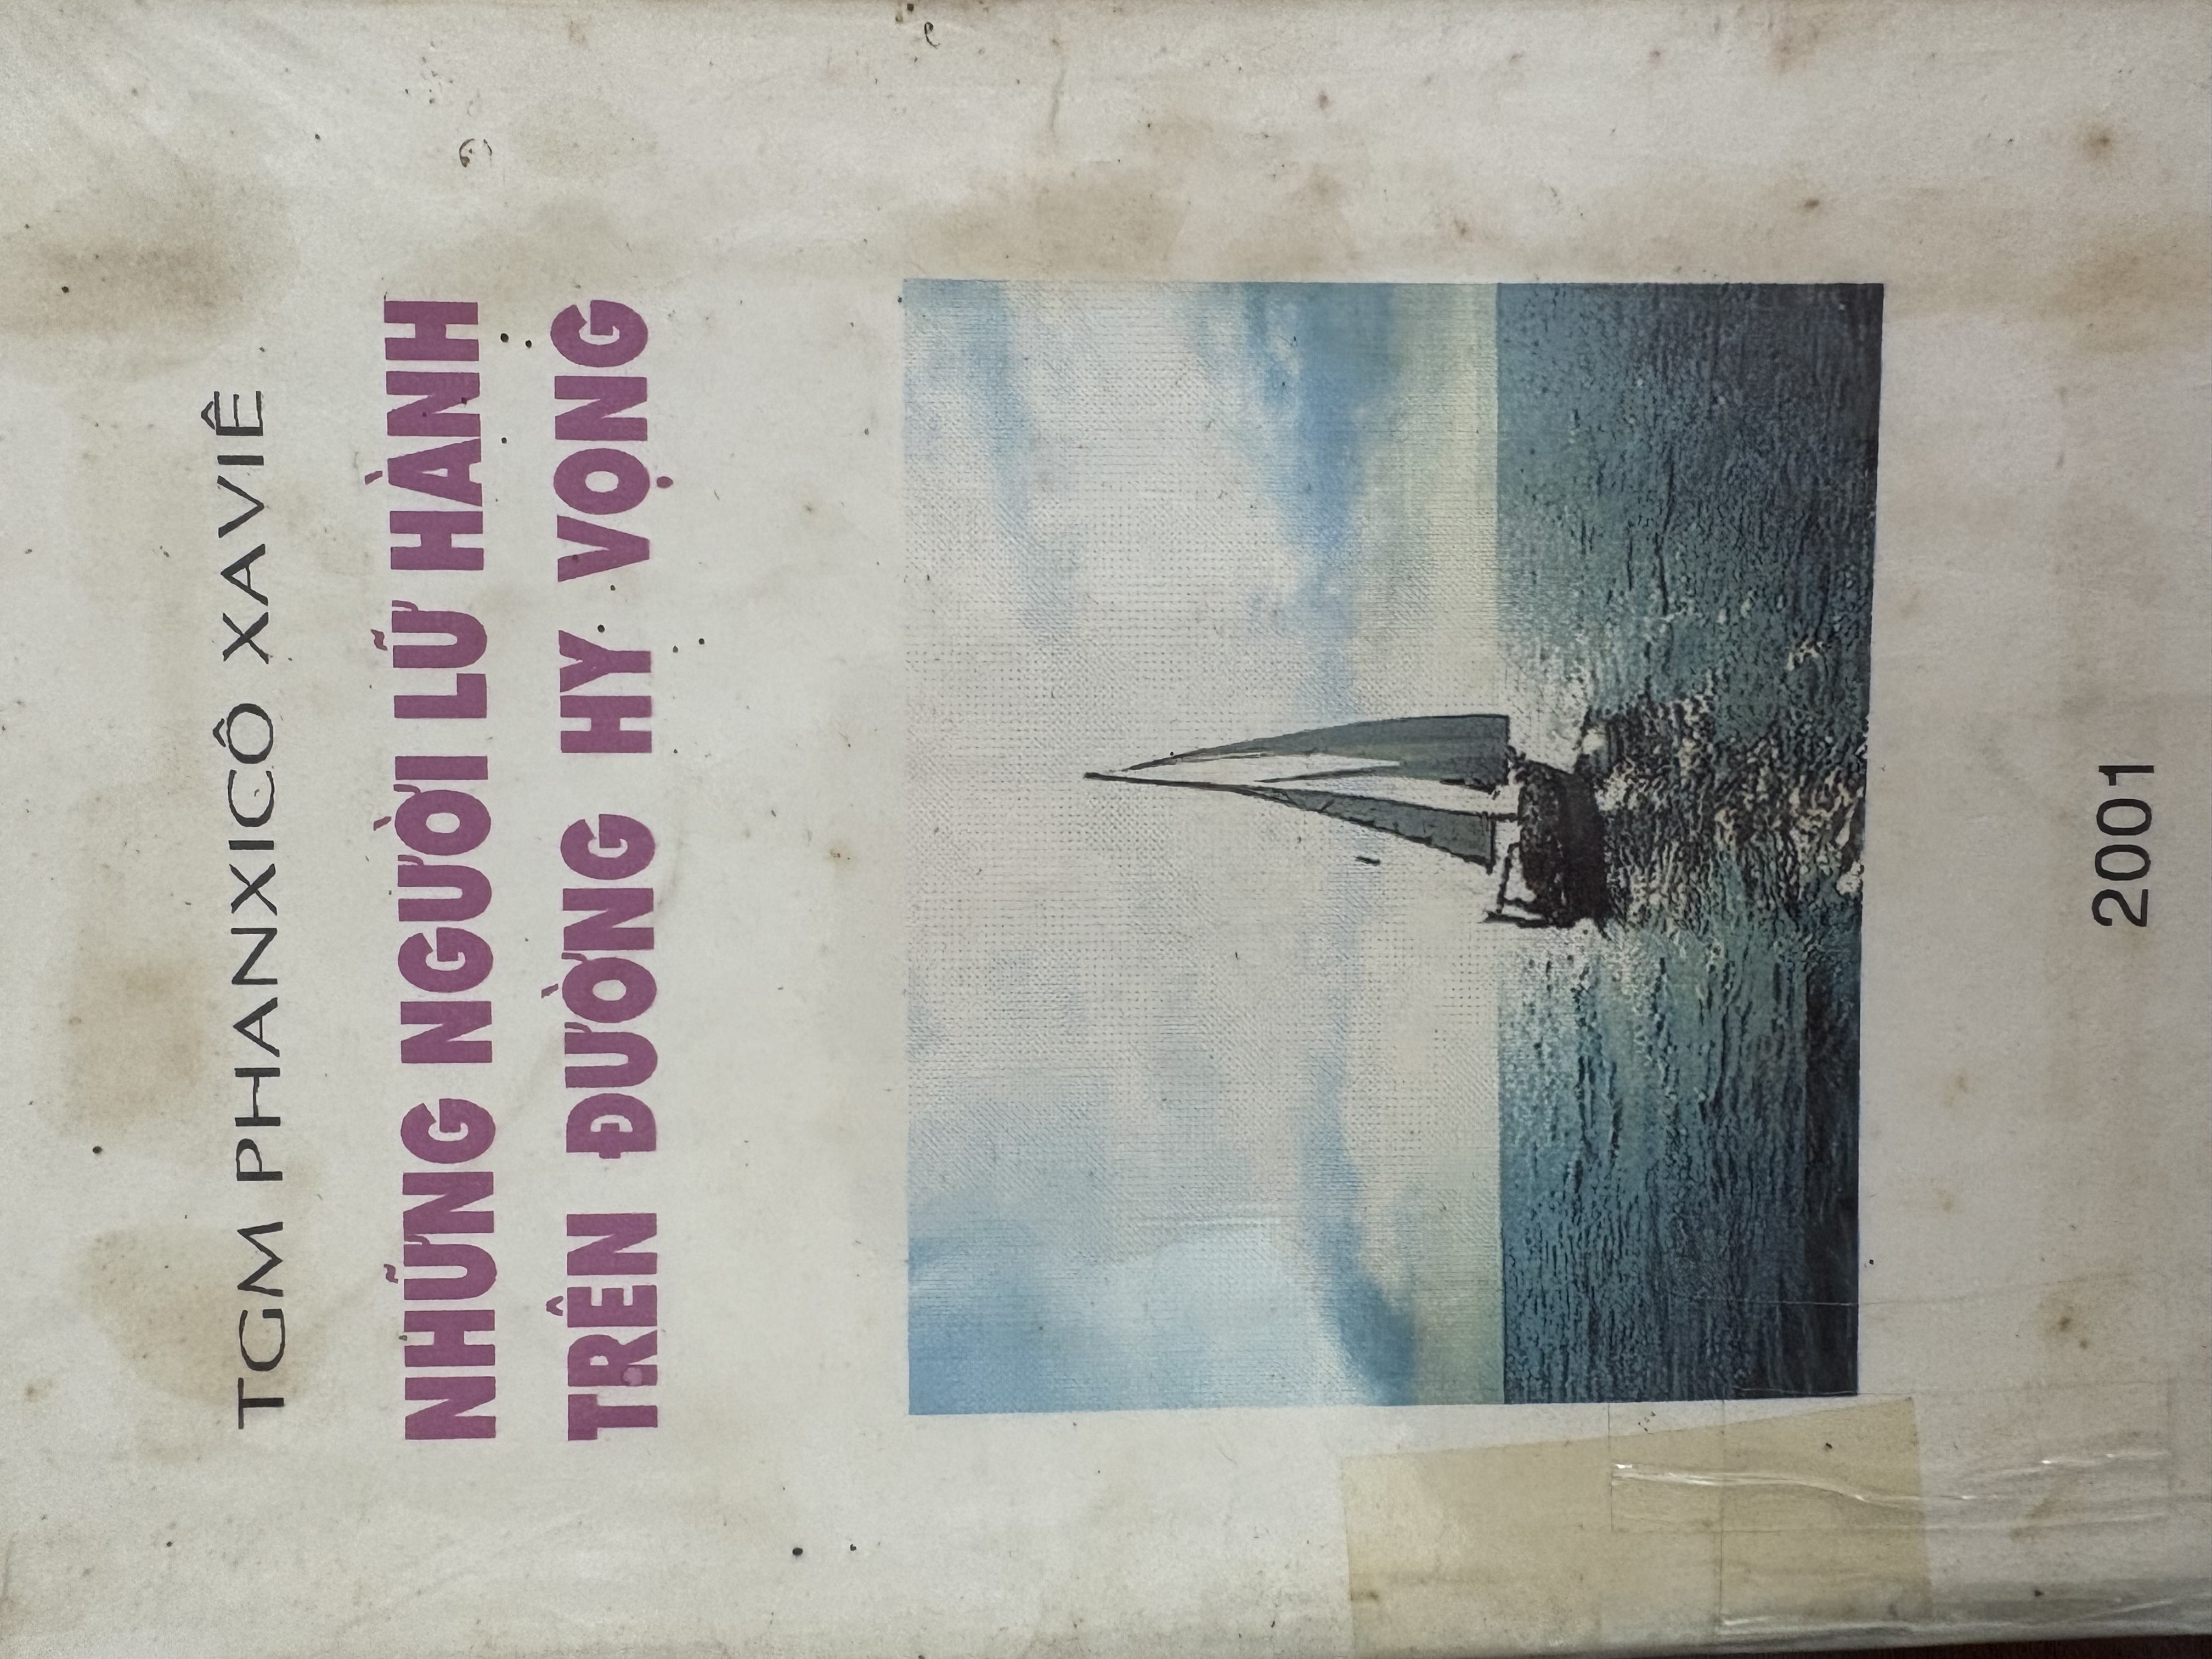 TGM PHANXICÔ XAVIÊ
NHỮNG NGƯỜI LỮ HÀNH
TRÊN ĐƯỜNG HY VỌNG
2001